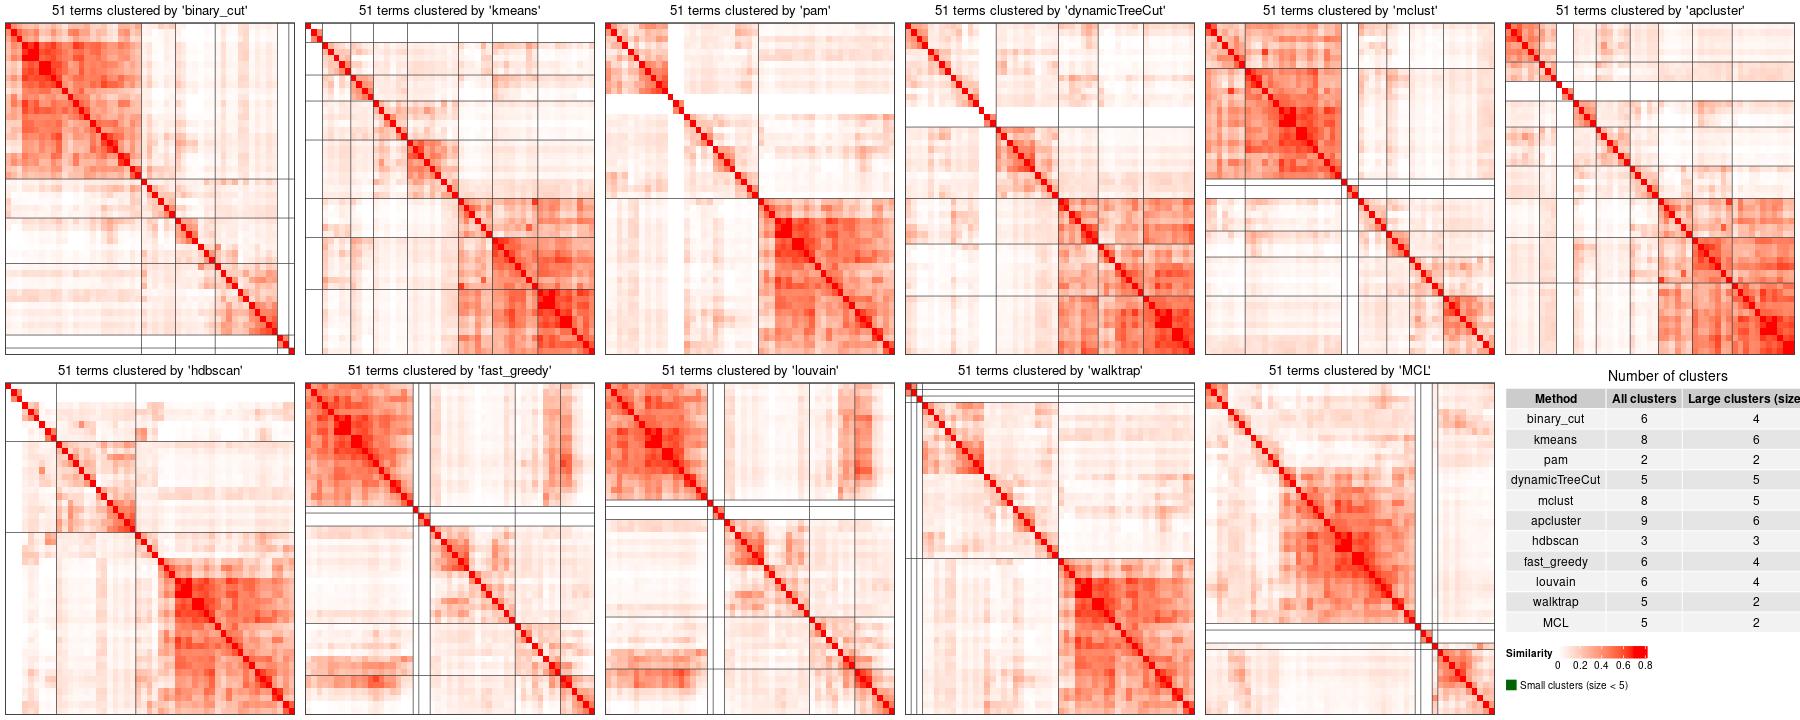 51 terms clustered by 'binary_cut'
51 terms clustered by 'kmeans'
51 terms clustered by 'pam'
51 terms clustered by 'dynamicTreeCut'
51 terms clustered by 'mclust'
51 terms clustered by 'apcluster'
51 terms clustered by 'hdbscan'
51 terms clustered by 'fast_greedy'
51 terms clustered by 'louvain'
51 terms clustered by 'walktrap'
51 terms clustered by 'MCL'
Number of clusters
Method All clusters Large clusters (size
binary_cut 6 4
kmeans 8 6
pam 2 2
dynamicTreeCut 5 5
mclust 8 5
apcluster 9 6
hdbscan 3 3
fast_greedy 6 4
louvain 6 4
walktrap 5 2
MCL 5 2
Similarity
0 0.2 0.4 0.6 0.8
Small clusters (size < 5)